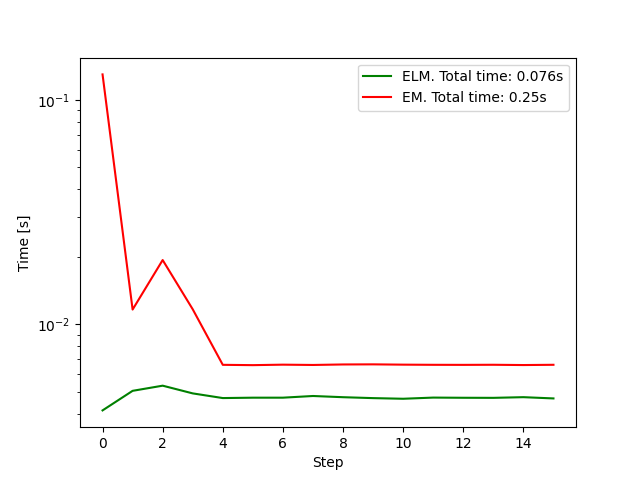 ELM. Total time: 0.076s
EM. Total time: 0.25s
10⁻¹
10⁻²
Time [s]
0 2 4 6 8 10 12 14
Step